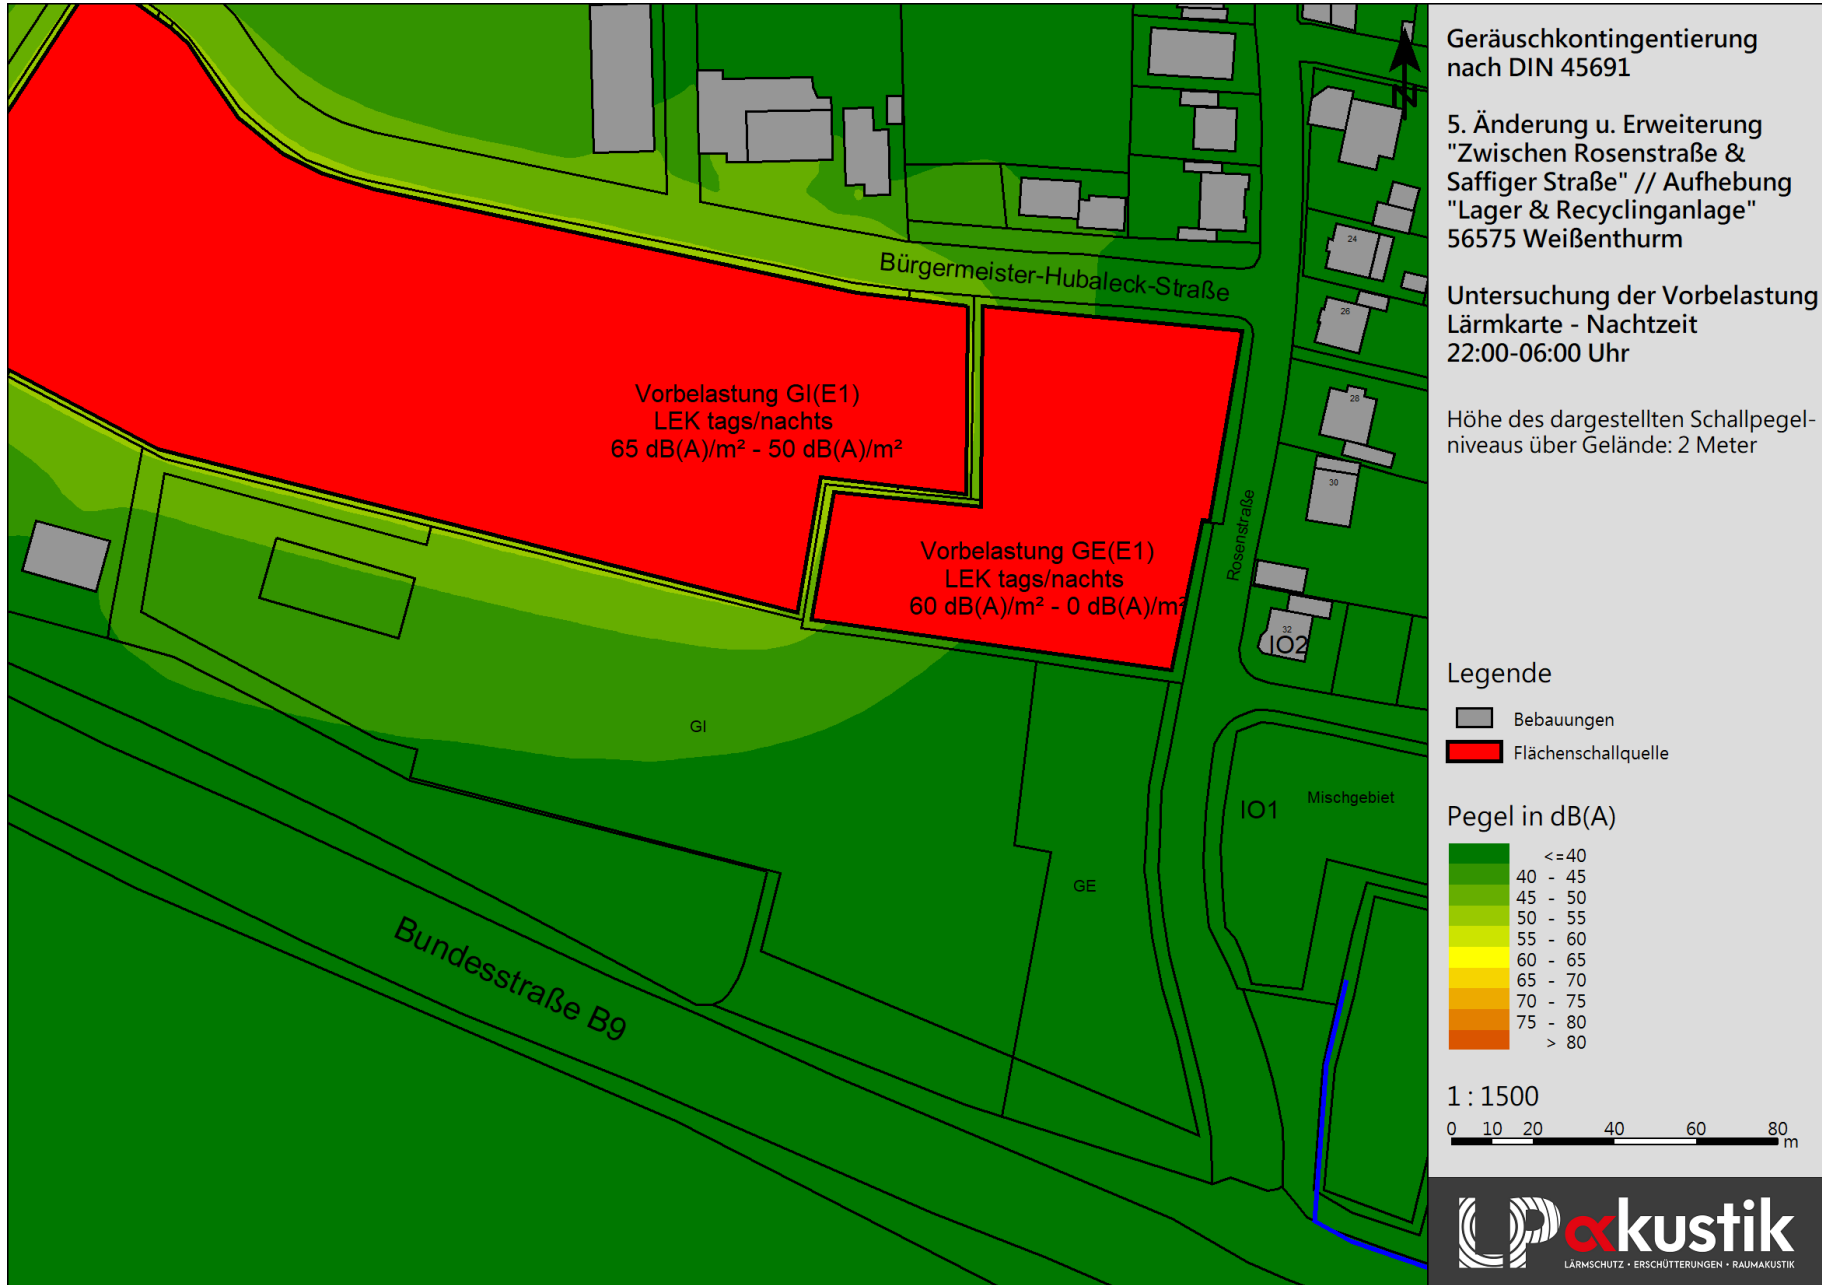 Geräuschkontingentierung
nach DIN 45691
5. Änderung u. Erweiterung
"Zwischen Rosenstraße &
Saffiger Straße" // Aufhebung
"Lager & Recyclinganlage"
56575 Weißenthurm
Untersuchung der Vorbelastung
Lärmkarte - Nachtzeit
22:00-06:00 Uhr
Höhe des dargestellten Schallpegel-
niveaus über Gelände: 2 Meter
Legende
Bebauungen
Flächenschallquelle
Pegel in dB(A)
<=40
40 - 45
45 - 50
50 - 55
55 - 60
60 - 65
65 - 70
70 - 75
75 - 80
> 80
1 : 1500
0 10 20 40 60 80
m
LPakustik
LÄRMSCHUTZ • ERSCHÜTTERUNGEN • RAUMAKUSTIK
N
Bürgermeister-Hubaleck-Straße
24
26
28
30
32
Vorbelastung GI(E1)
LEK tags/nachts
65 dB(A)/m² - 50 dB(A)/m²
Vorbelastung GE(E1)
LEK tags/nachts
60 dB(A)/m² - 0 dB(A)/m²
Rosenstraße
IO2
GI
IO1
Mischgebiet
GE
Bundesstraße B9